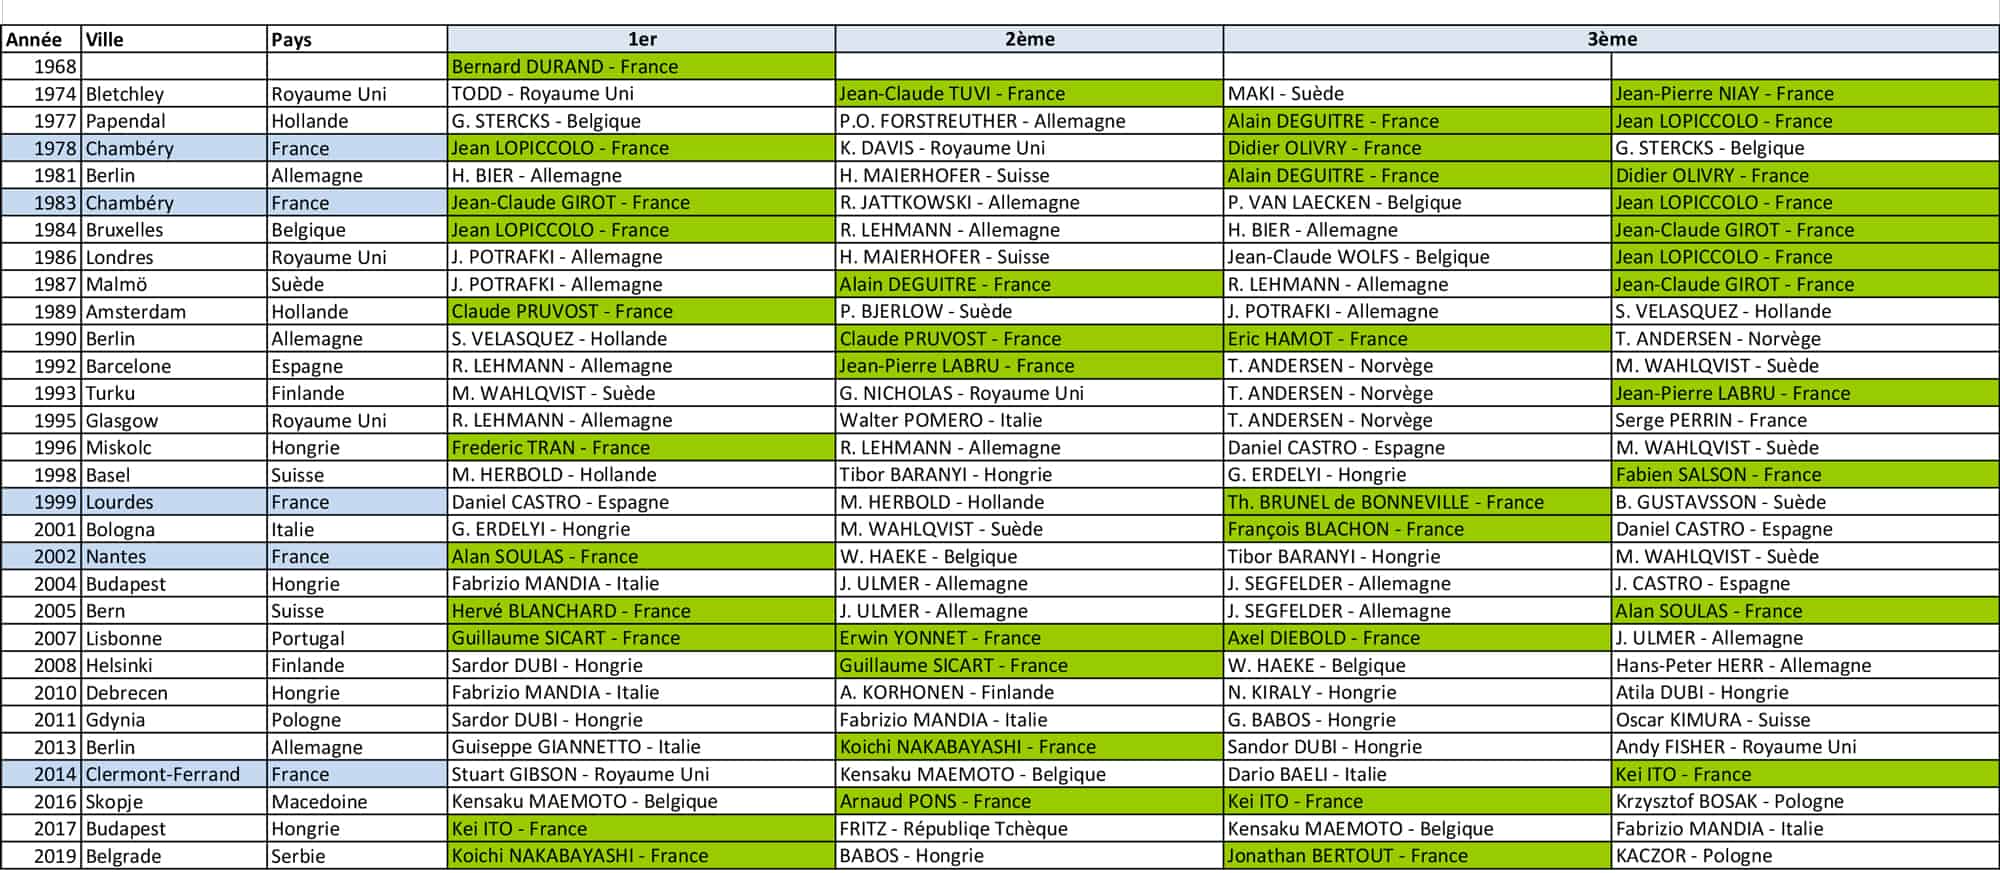 Année Ville Pays 1er 2ème 3ème
1968 Bernard DURAND - France
1974 Bletchley Royaume Uni TODD - Royaume Uni Jean-Claude TUVI - France MAKI - Suède Jean-Pierre NIAY - France
1977 Papendal Hollande G. STERCKS - Belgique P.O. FORSTREUTHER - Allemagne Alain DEGUITRE - France Jean LOPICCOLO - France
1978 Chambéry France Jean LOPICCOLO - France K. DAVIS - Royaume Uni Didier OLIVRY - France G. STERCKS - Belgique
1981 Berlin Allemagne H. BIER - Allemagne H. MAIERHOFER - Suisse Alain DEGUITRE - France Didier OLIVRY - France
1983 Chambéry France Jean-Claude GIROT - France R. JATTKOWSKI - Allemagne P. VAN LAECKEN - Belgique Jean LOPICCOLO - France
1984 Bruxelles Belgique Jean LOPICCOLO - France R. LEHMANN - Allemagne H. BIER - Allemagne Jean-Claude GIROT - France
1986 Londres Royaume Uni J. POTRAFKI - Allemagne H. MAIERHOFER - Suisse Jean-Claude WOLFS - Belgique Jean LOPICCOLO - France
1987 Malmö Suède J. POTRAFKI - Allemagne Alain DEGUITRE - France R. LEHMANN - Allemagne Jean-Claude GIROT - France
1989 Amsterdam Hollande Claude PRUVOST - France P. BJERLOW - Suède J. POTRAFKI - Allemagne S. VELASQUEZ - Hollande
1990 Berlin Allemagne S. VELASQUEZ - Hollande Claude PRUVOST - France Eric HAMOT - France T. ANDERSEN - Norvège
1992 Barcelone Espagne R. LEHMANN - Allemagne Jean-Pierre LABRU - France T. ANDERSEN - Norvège M. WAHLQVIST - Suède
1993 Turku Finlande M. WAHLQVIST - Suède G. NICHOLAS - Royaume Uni T. ANDERSEN - Norvège Jean-Pierre LABRU - France
1995 Glasgow Royaume Uni R. LEHMANN - Allemagne Walter POMERO - Italie T. ANDERSEN - Norvège Serge PERRIN - France
1996 Miskolc Hongrie Frederic TRAN - France R. LEHMANN - Allemagne Daniel CASTRO - Espagne M. WAHLQVIST - Suède
1998 Basel Suisse M. HERBOLD - Hollande Tibor BARANYI - Hongrie G. ERDELYI - Hongrie Fabien SALSON - France
1999 Lourdes France Daniel CASTRO - Espagne M. HERBOLD - Hollande Th. BRUNEL de BONNEVILLE - France B. GUSTAVSSON - Suède
2001 Bologna Italie G. ERDELYI - Hongrie M. WAHLQVIST - Suède François BLACHON - France Daniel CASTRO - Espagne
2002 Nantes France Alan SOULAS - France W. HAEKE - Belgique Tibor BARANYI - Hongrie M. WAHLQVIST - Suède
2004 Budapest Hongrie Fabrizio MANDIA - Italie J. ULMER - Allemagne J. SEGFELDER - Allemagne J. CASTRO - Espagne
2005 Bern Suisse Hervé BLANCHARD - France J. ULMER - Allemagne J. SEGFELDER - Allemagne Alan SOULAS - France
2007 Lisbonne Portugal Guillaume SICART - France Erwin YONNET - France Axel DIEBOLD - France J. ULMER - Allemagne
2008 Helsinki Finlande Sardor DUBI - Hongrie Guillaume SICART - France W. HAEKE - Belgique Hans-Peter HERR - Allemagne
2010 Debrecen Hongrie Fabrizio MANDIA - Italie A. KORHONEN - Finlande N. KIRALY - Hongrie Atila DUBI - Hongrie
2011 Gdynia Pologne Sardor DUBI - Hongrie Fabrizio MANDIA - Italie G. BABOS - Hongrie Oscar KIMURA - Suisse
2013 Berlin Allemagne Guiseppe GIANNETTO - Italie Koichi NAKABAYASHI - France Sandor DUBI - Hongrie Andy FISHER - Royaume Uni
2014 Clermont-Ferrand France Stuart GIBSON - Royaume Uni Kensaku MAEMOTO - Belgique Dario BAELI - Italie Kei ITO - France
2016 Skopje Macedoine Kensaku MAEMOTO - Belgique Arnaud PONS - France Kei ITO - France Krzysztof BOSAK - Pologne
2017 Budapest Hongrie Kei ITO - France FRITZ - Républiqe Tchèque Kensaku MAEMOTO - Belgique Fabrizio MANDIA - Italie
2019 Belgrade Serbie Koichi NAKABAYASHI - France BABOS - Hongrie Jonathan BERTOUT - France KACZOR - Pologne